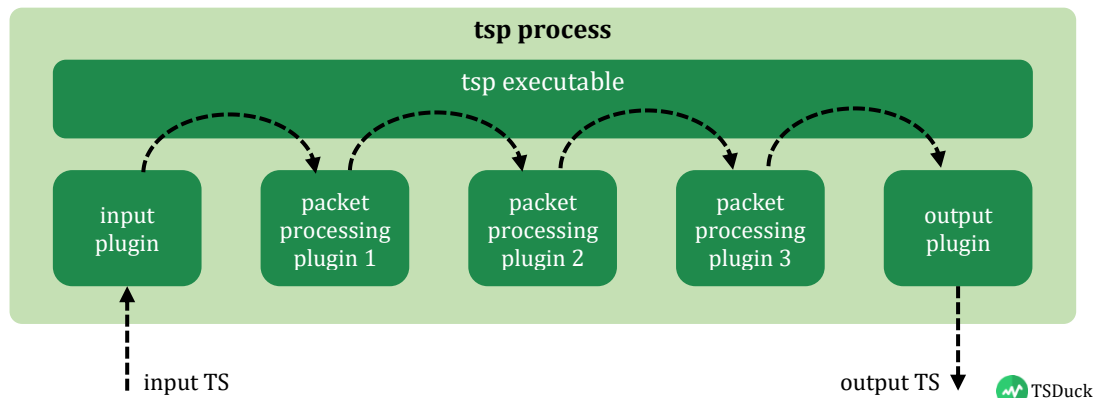 tsp process
tsp executable
input
plugin
packet
processing
plugin 1
packet
processing
plugin 2
packet
processing
plugin 3
output
plugin
input TS
output TS
TSDuck